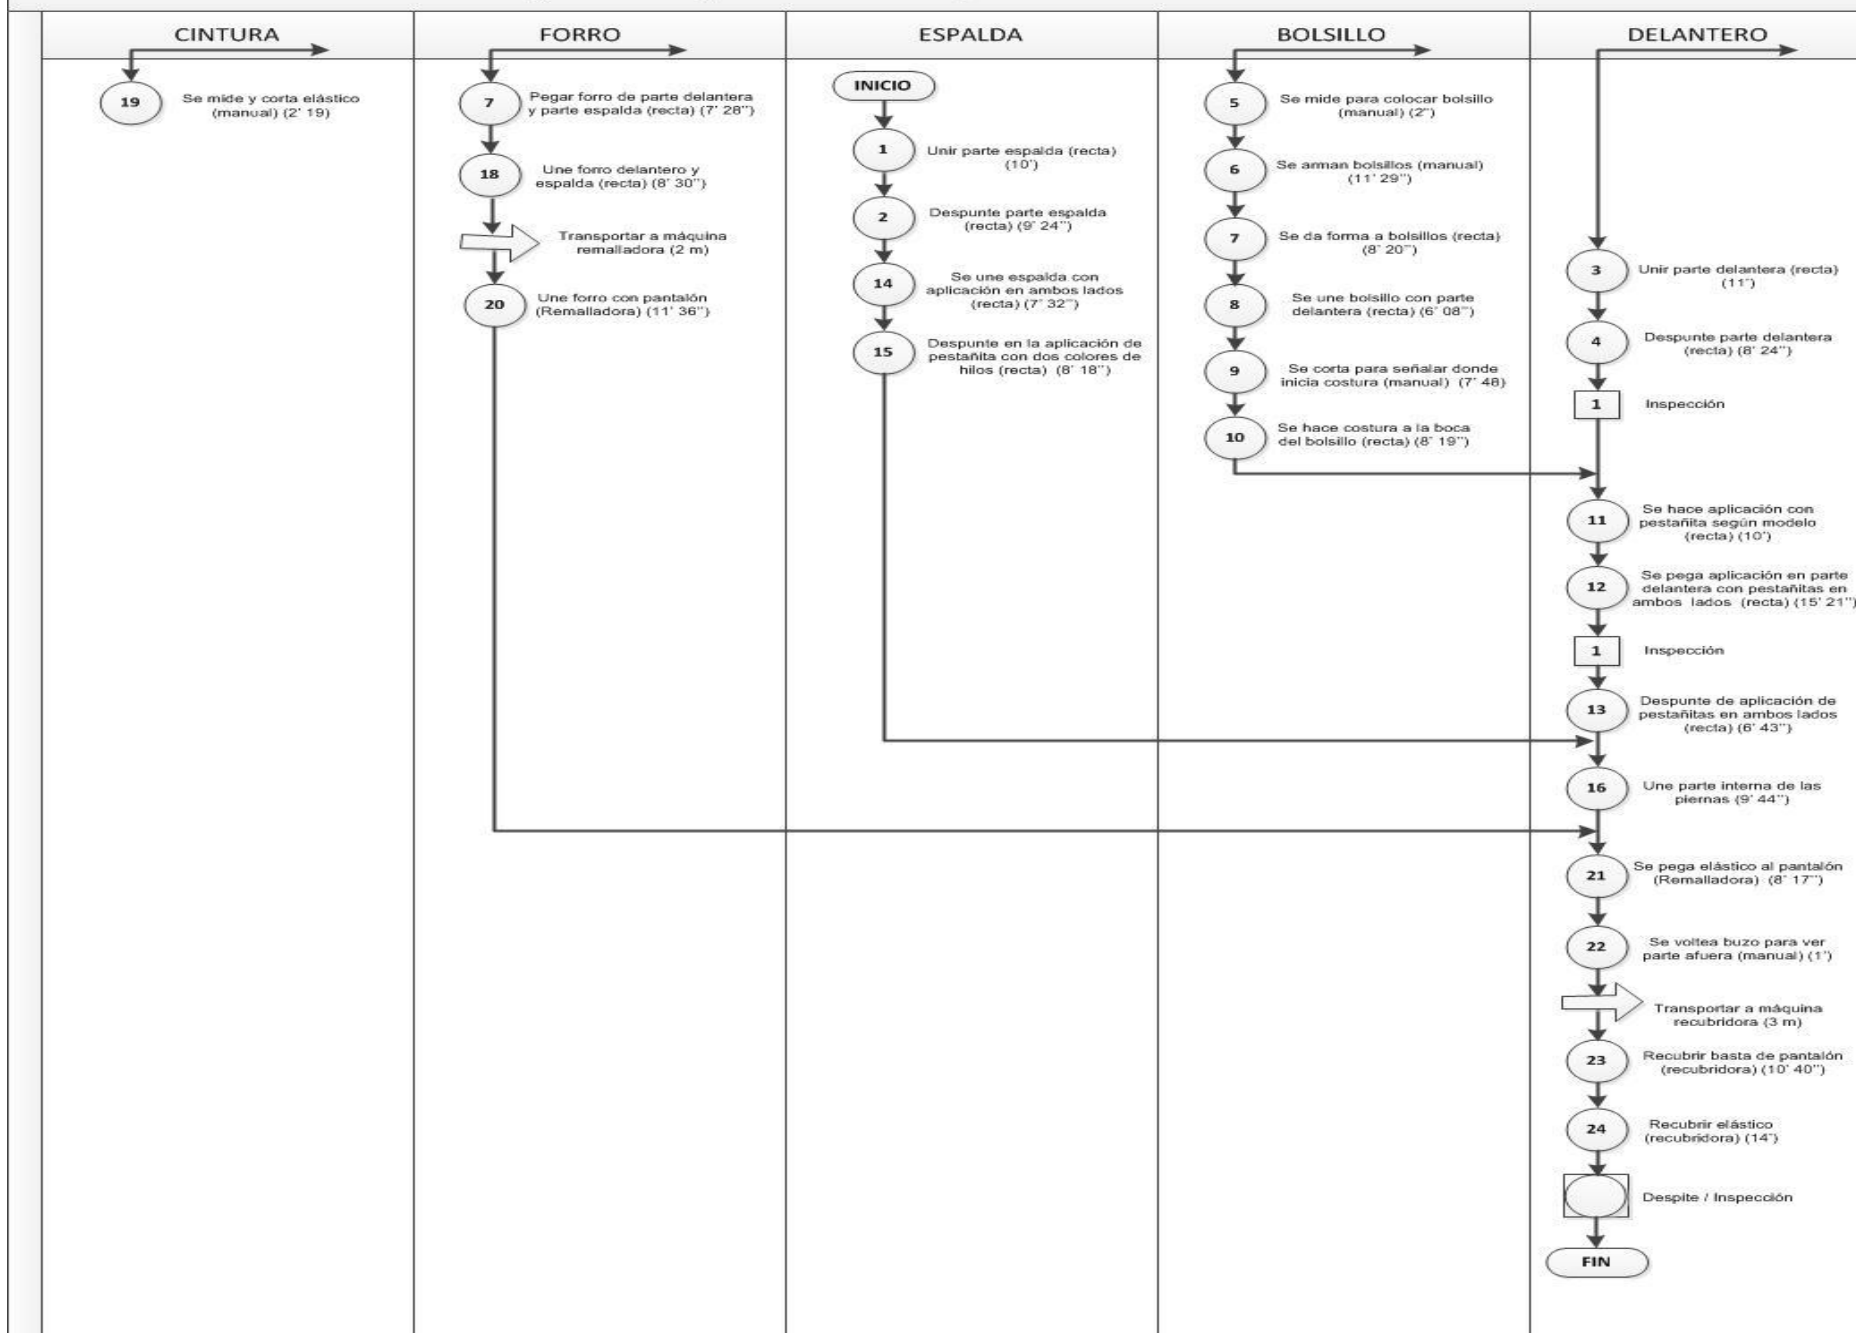 CINTURA
19
Se mide y corta elástico
(manual) (2' 19)
FORRO
7
Pegar forro de parte delantera
y parte espalda (recta) (7' 28'')
18
Une forro delantero y
espalda (recta) (8' 30'')
Transportar a máquina
remalladora (2 m)
20
Une forro con pantalón
(Remalladora) (11' 36'')
ESPALDA
INICIO
1
Unir parte espalda (recta)
(10')
2
Despunte parte espalda
(recta) (9' 24'')
14
Se une espalda con
aplicación en ambos lados
(recta) (7' 32'')
15
Despunte en la aplicación de
pestañita con dos colores de
hilos (recta) (8' 18'')
BOLSILLO
5
Se mide para colocar bolsillo
(manual) (2'')
6
Se arman bolsillos (manual)
(11' 29'')
7
Se da forma a bolsillos (recta)
(8' 20'')
8
Se une bolsillo con parte
delantera (recta) (6' 08'')
9
Se corta para señalar donde
inicia costura (manual) (7' 48)
10
Se hace costura a la boca
del bolsillo (recta) (8' 19'')
DELANTERO
3
Unir parte delantera (recta)
(11')
4
Despunte parte delantera
(recta) (8' 24'')
1
Inspección
11
Se hace aplicación con
pestañita según modelo
(recta) (10')
12
Se pega aplicación en parte
delantera con pestañitas en
ambos lados (recta) (15' 21'')
1
Inspección
13
Despunte de aplicación de
pestañitas en ambos lados
(recta) (6' 43'')
16
Une parte interna de las
piernas (9' 44'')
21
Se pega elástico al pantalón
(Remalladora) (8' 17'')
22
Se voltea buzo para ver
parte afuera (manual) (1')
Transportar a máquina
recubridora (3 m)
23
Recubrir basta de pantalón
(recubridora) (10' 40'')
24
Recubrir elástico
(recubridora) (14')
Despite / Inspección
FIN